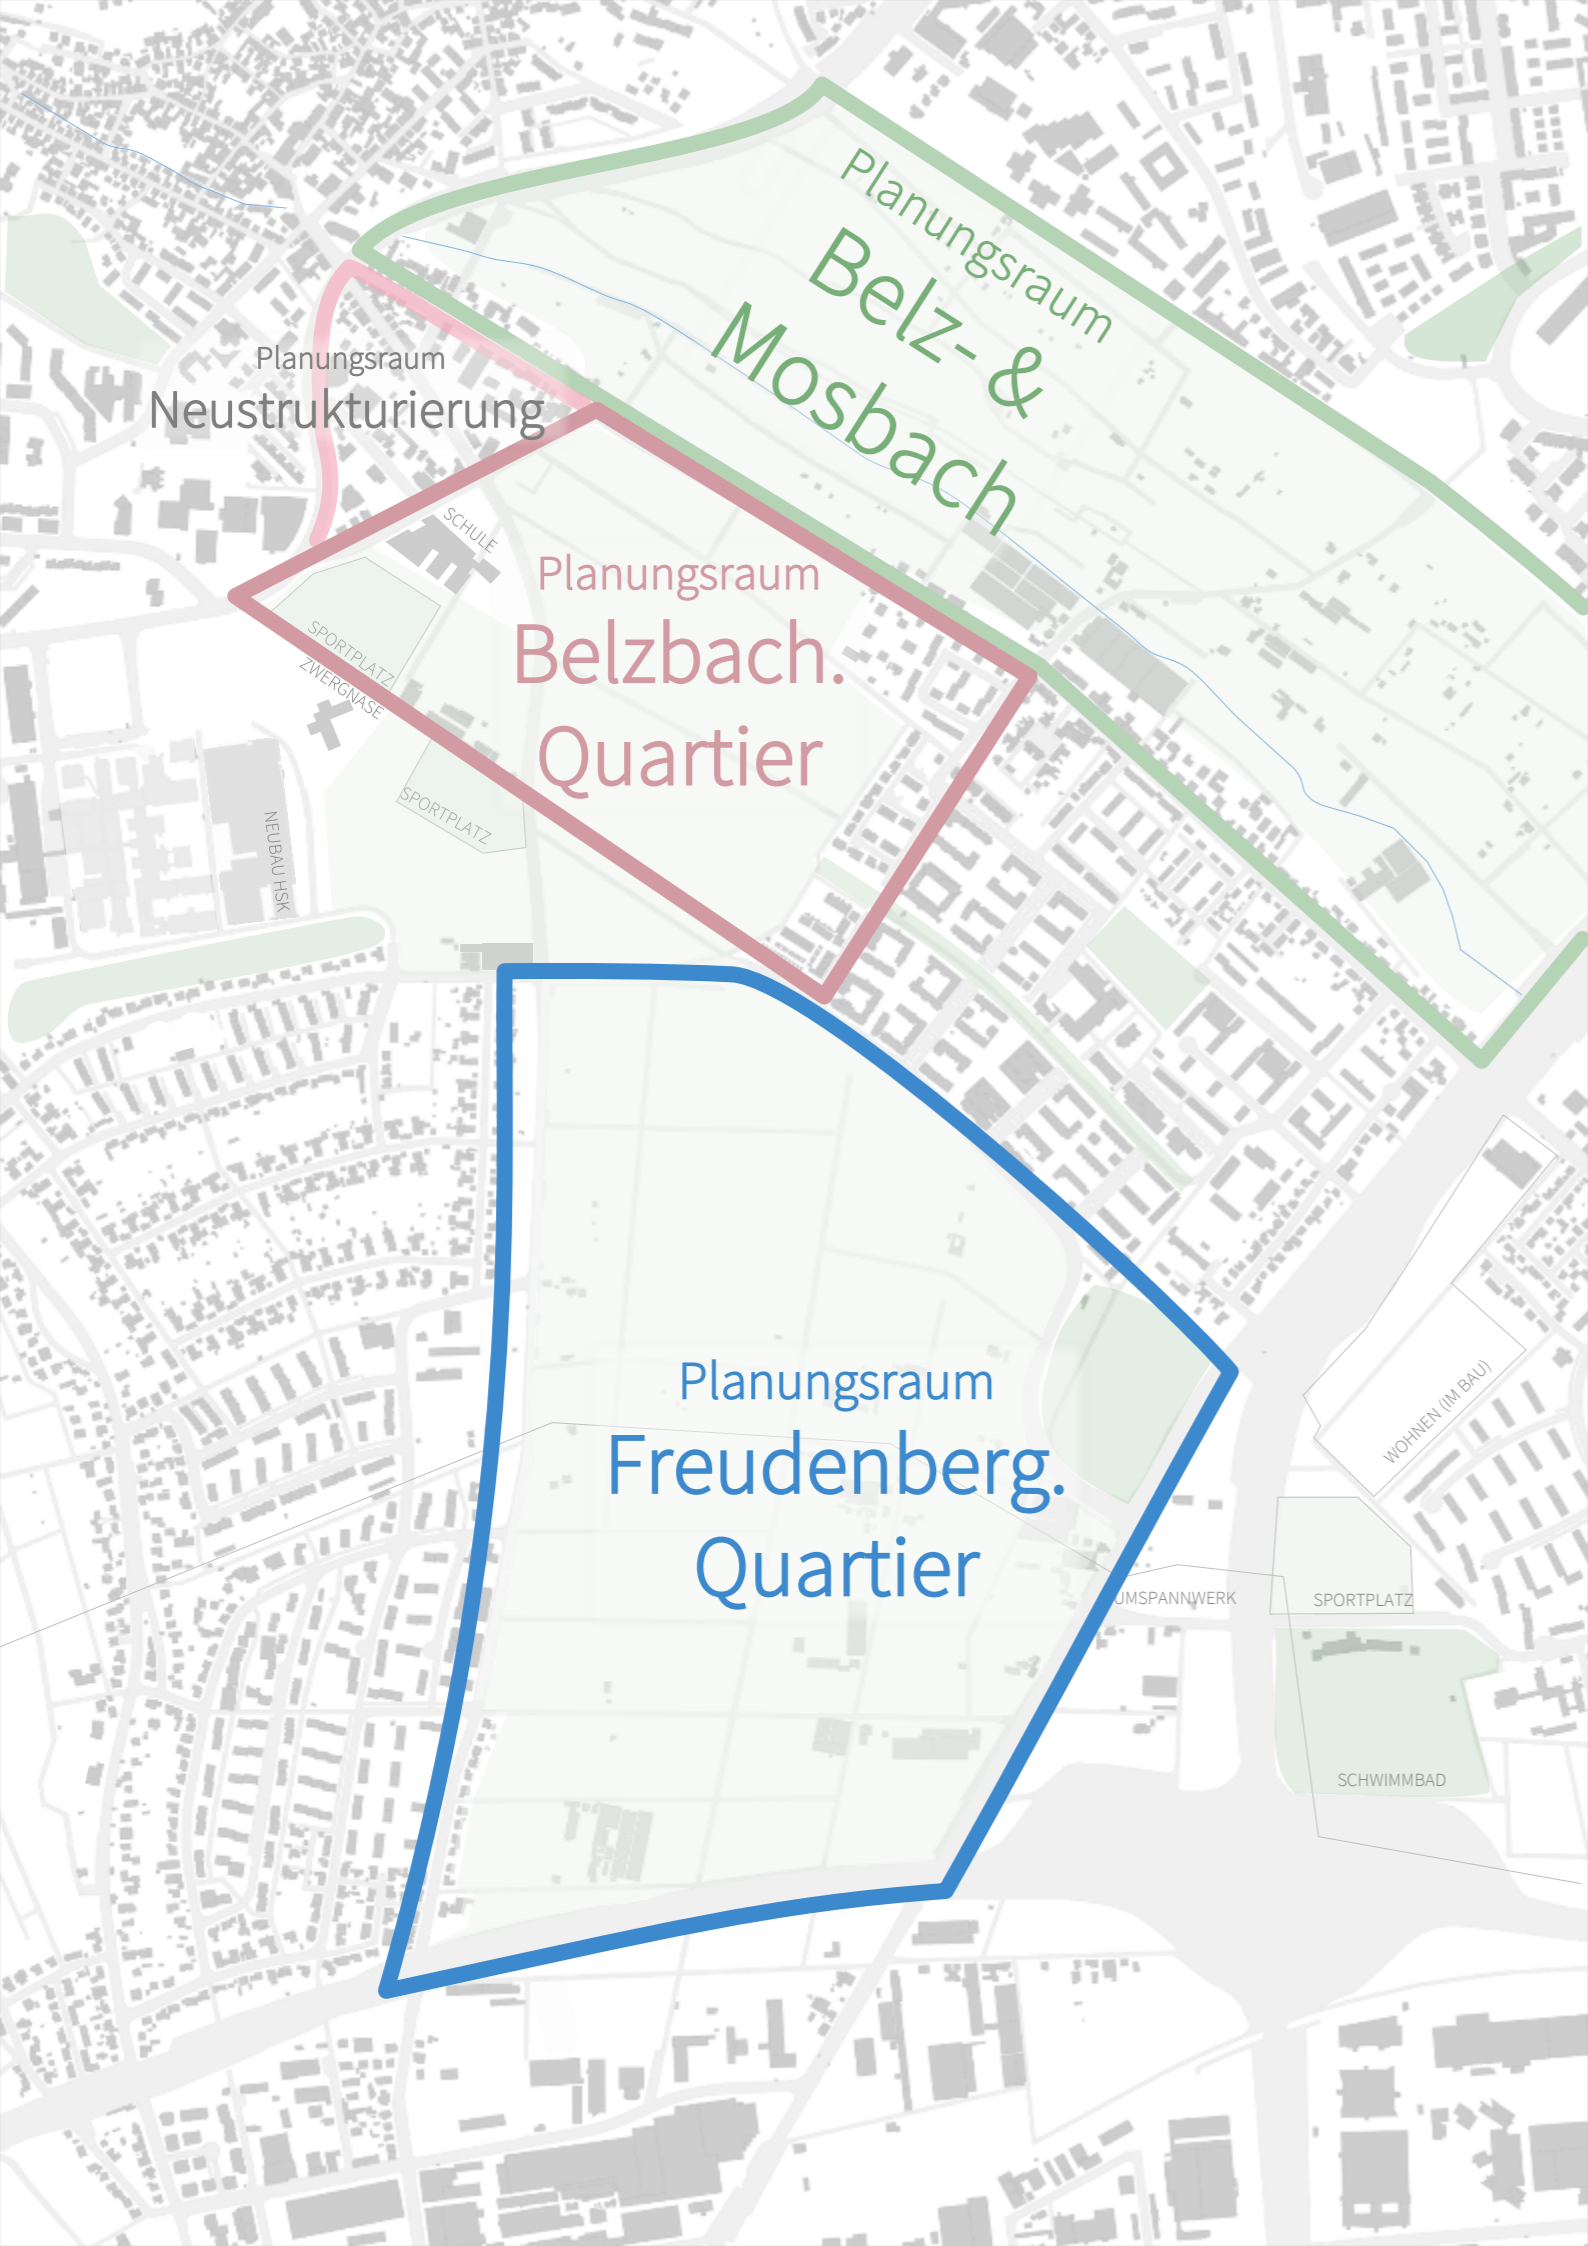 Planungsraum
Belz- &
Mosbach
Planungsraum
Neustrukturierung
SCHULE
Planungsraum
Belzbach.
Quartier
SPORTPLATZ
ZWERGNASE
SPORTPLATZ
NEUBAU HSK
Planungsraum
Freudenberg.
Quartier
WOHNEN (IM BAU)
UMSPANNWERK
SPORTPLATZ
SCHWIMMBAD